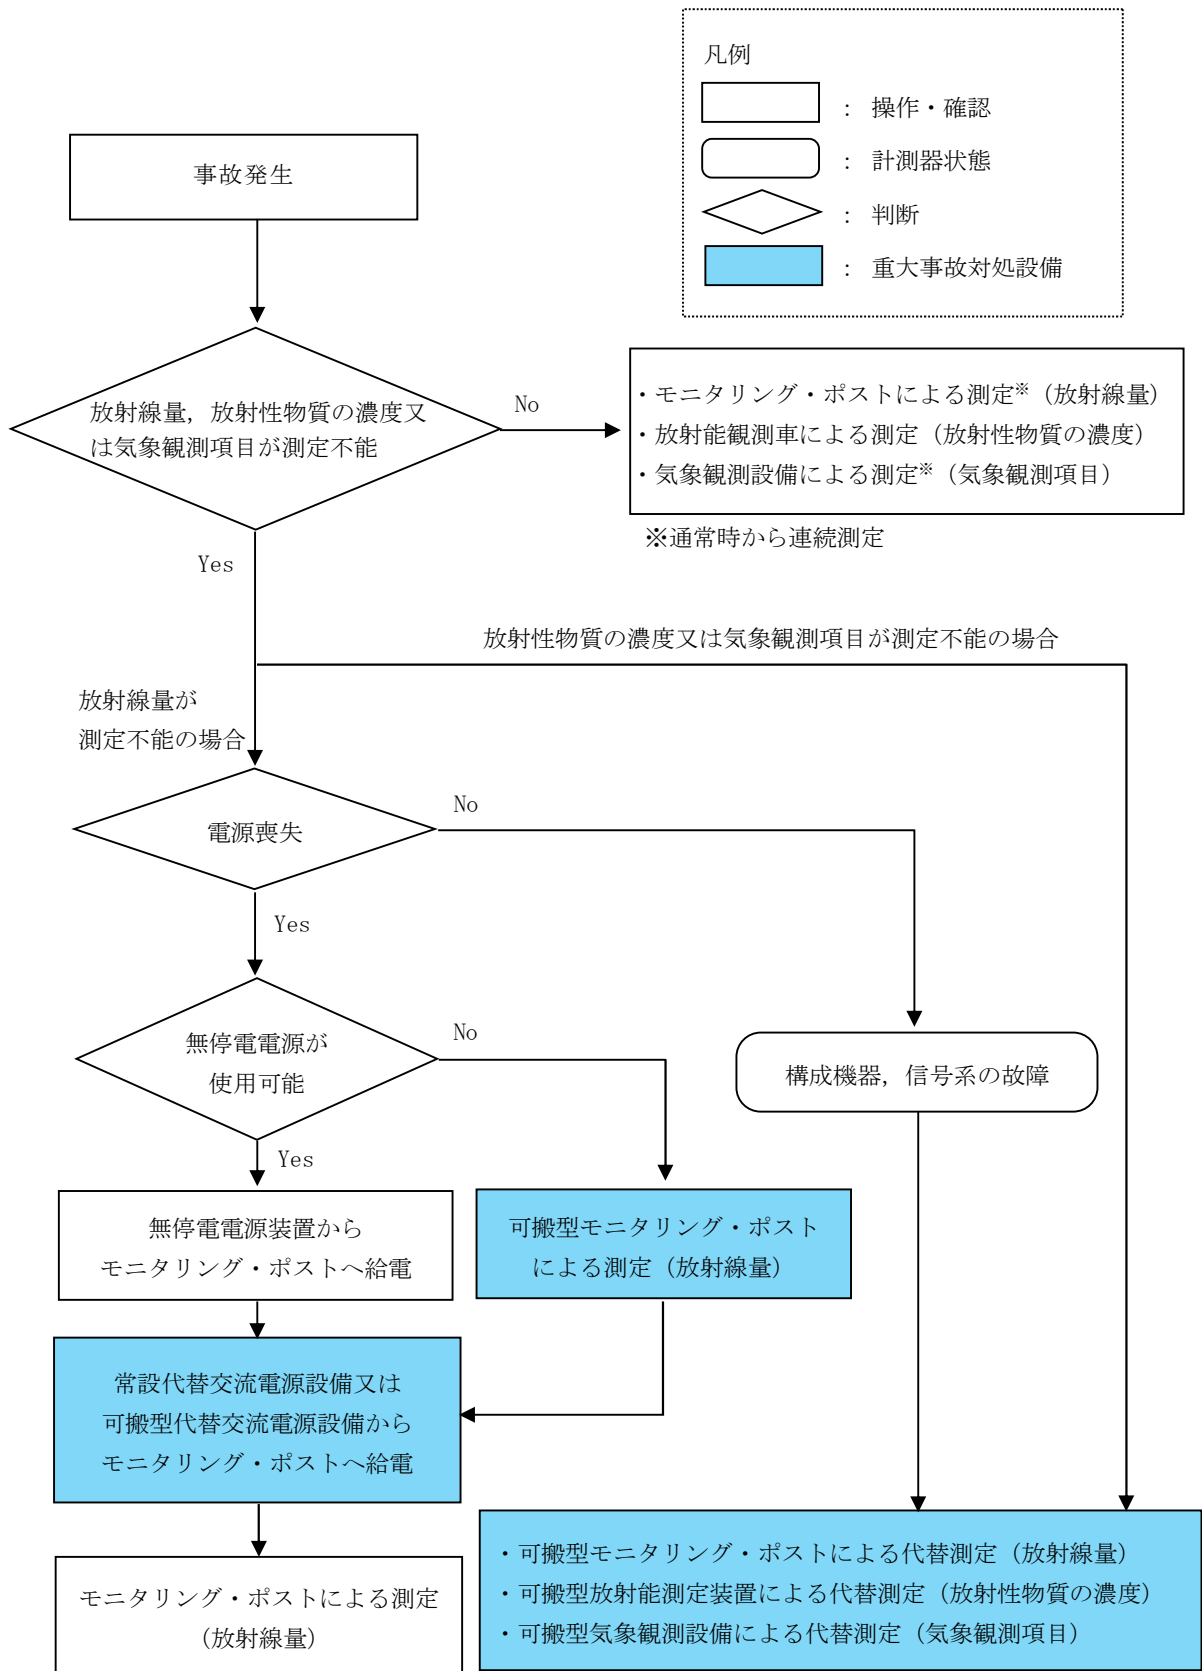 凡例
： 操作・確認
： 計測器状態
： 判断
： 重大事故対処設備
事故発生
放射線量，放射性物質の濃度又
は気象観測項目が測定不能
No
・モニタリング・ポストによる測定※（放射線量）
・放射能観測車による測定（放射性物質の濃度）
・気象観測設備による測定※（気象観測項目）
※通常時から連続測定
Yes
放射性物質の濃度又は気象観測項目が測定不能の場合
放射線量が
測定不能の場合
電源喪失
No
Yes
無停電電源が
使用可能
No
構成機器，信号系の故障
Yes
無停電電源装置から
モニタリング・ポストへ給電
可搬型モニタリング・ポスト
による測定（放射線量）
常設代替交流電源設備又は
可搬型代替交流電源設備から
モニタリング・ポストへ給電
モニタリング・ポストによる測定
（放射線量）
・可搬型モニタリング・ポストによる代替測定（放射線量）
・可搬型放射能測定装置による代替測定（放射性物質の濃度）
・可搬型気象観測設備による代替測定（気象観測項目）